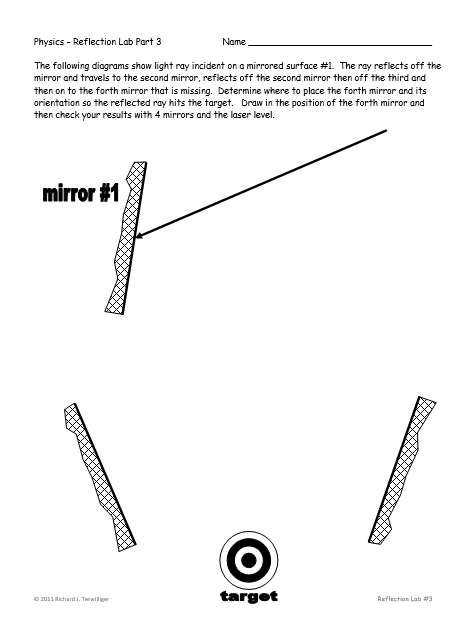 Physics – Reflection Lab Part 3 Name
The following diagrams show light ray incident on a mirrored surface #1. The ray reflects off the
mirror and travels to the second mirror, reflects off the second mirror then off the third and
then on to the forth mirror that is missing. Determine where to place the forth mirror and its
orientation so the reflected ray hits the target. Draw in the position of the forth mirror and
then check your results with 4 mirrors and the laser level.
mirror #1
target
© 2011 Richard J. Terwilliger Reflection Lab #3